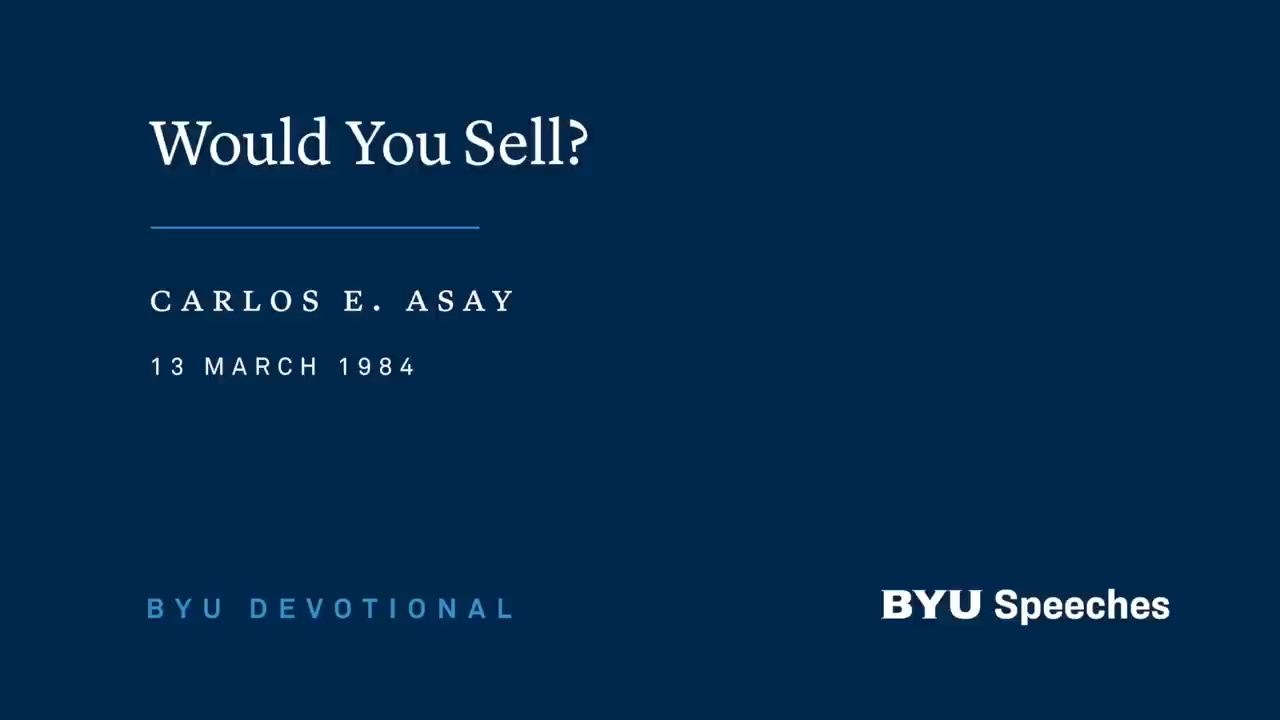 Would You Sell?
CARLOS E. ASAY
13 MARCH 1984
BYU DEVOTIONAL
BYU Speeches